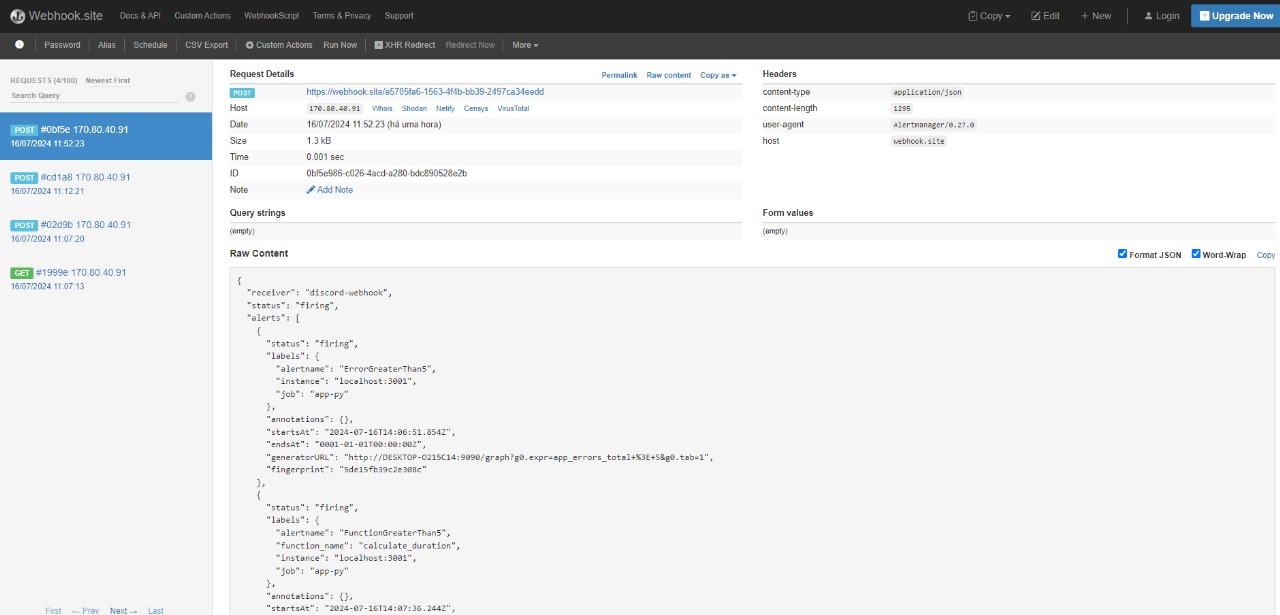 Webhook.site Docs & API Custom Actions WebhookScript Terms & Privacy Support Copy Edit + New Login Upgrade Now
Password Alias Schedule CSV Export Custom Actions Run Now XHR Redirect Redirect Now More
REQUESTS (4/100) Newest First
Search Query ?
POST #0bf5e 170.80.40.91
16/07/2024 11:52:23
POST #cd1a8 170.80.40.91
16/07/2024 11:12:21
POST #02d9b 170.80.40.91
16/07/2024 11:07:20
GET #1999e 170.80.40.91
16/07/2024 11:07:13
First ← Prev Next → Last
Request Details Permalink Raw content Copy as
POST https://webhook.site/e5705fa6-1563-4f4b-bb39-2497ca34eedd
Host 170.80.40.91 Whois Shodan Netify Censys VirusTotal
Date 16/07/2024 11:52:23 (há uma hora)
Size 1.3 kB
Time 0.001 sec
ID 0bf5e986-c026-4acd-a280-bdc890528e2b
Note Add Note
Headers
content-type application/json
content-length 1295
user-agent Alertmanager/0.27.0
host webhook.site
Query strings
(empty)
Form values
(empty)
Raw Content Format JSON Word-Wrap Copy
{
"receiver": "discord-webhook",
"status": "firing",
"alerts": [
{
"status": "firing",
"labels": {
"alertname": "ErrorGreaterThan5",
"instance": "localhost:3001",
"job": "app-py"
},
"annotations": {},
"startsAt": "2024-07-16T14:06:51.854Z",
"endsAt": "0001-01-01T00:00:00Z",
"generatorURL": "http://DESKTOP-O215C14:9090/graph?g0.expr=app_errors_total+%3E+5&g0.tab=1",
"fingerprint": "5de15fb39c2e308c"
},
{
"status": "firing",
"labels": {
"alertname": "FunctionGreaterThan5",
"function_name": "calculate_duration",
"instance": "localhost:3001",
"job": "app-py"
},
"annotations": {},
"startsAt": "2024-07-16T14:07:36.244Z",